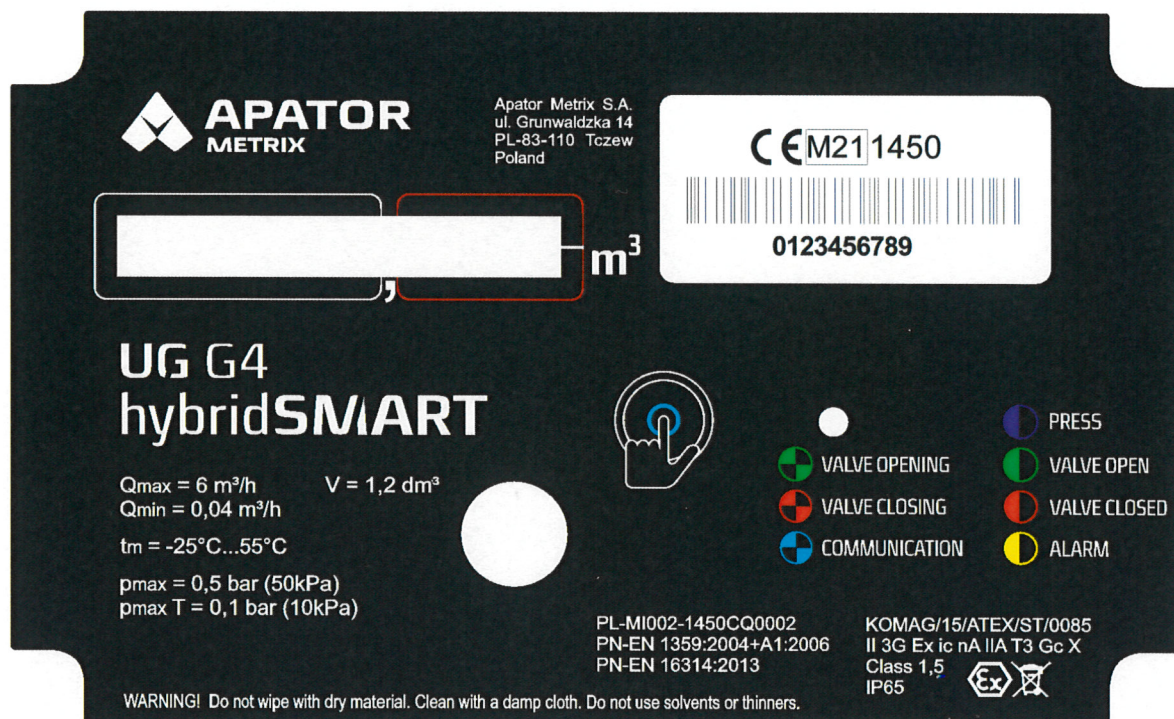 APATOR
METRIX
Apator Metrix S.A.
ul. Grunwaldzka 14
PL-83-110 Tczew
Poland
CE M21 1450
0123456789
, m³
UG G4
hybridSMART
Qmax = 6 m³/h V = 1,2 dm³
Qmin = 0,04 m³/h
tm = -25°C...55°C
pmax = 0,5 bar (50kPa)
pmax T = 0,1 bar (10kPa)
PRESS
VALVE OPENING
VALVE OPEN
VALVE CLOSING
VALVE CLOSED
COMMUNICATION
ALARM
PL-MI002-1450CQ0002
PN-EN 1359:2004+A1:2006
PN-EN 16314:2013
KOMAG/15/ATEX/ST/0085
II 3G Ex ic nA IIA T3 Gc X
Class 1,5
IP65
Ex
WARNING! Do not wipe with dry material. Clean with a damp cloth. Do not use solvents or thinners.